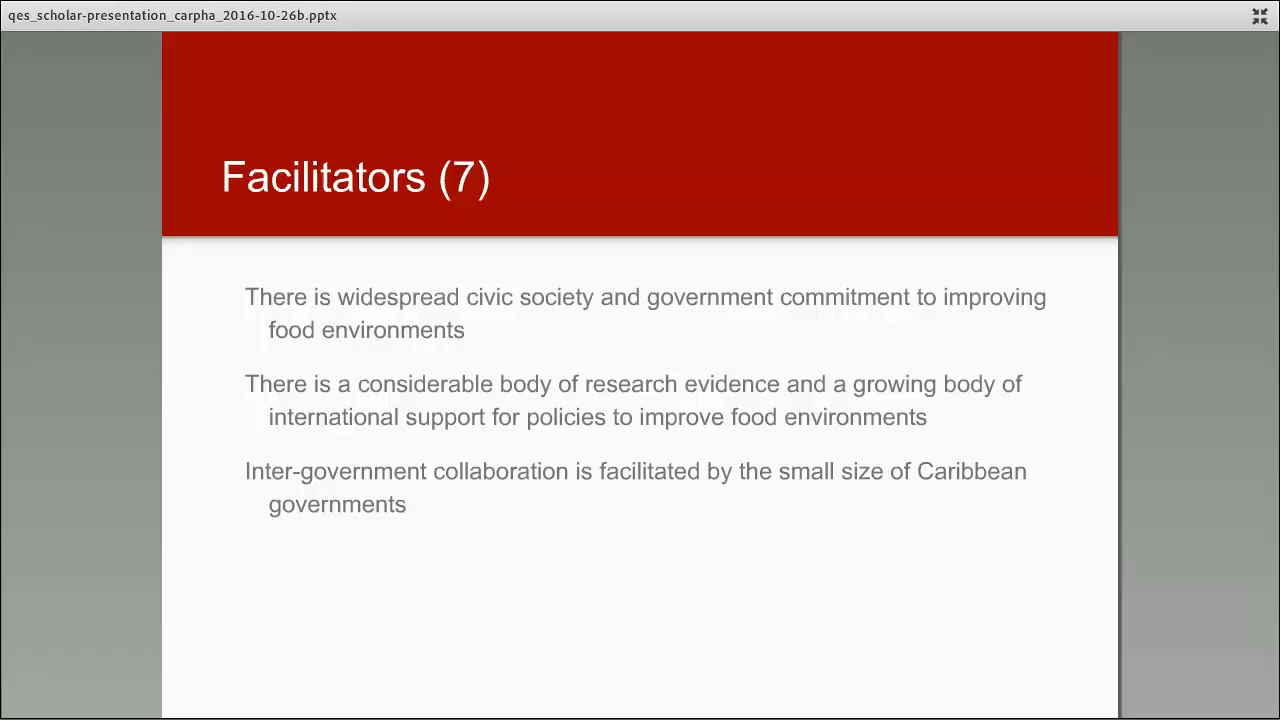 qes_scholar-presentation_carpha_2016-10-26b.pptx
Facilitators (7)
There is widespread civic society and government commitment to improving
food environments
There is a considerable body of research evidence and a growing body of
international support for policies to improve food environments
Inter-government collaboration is facilitated by the small size of Caribbean
governments